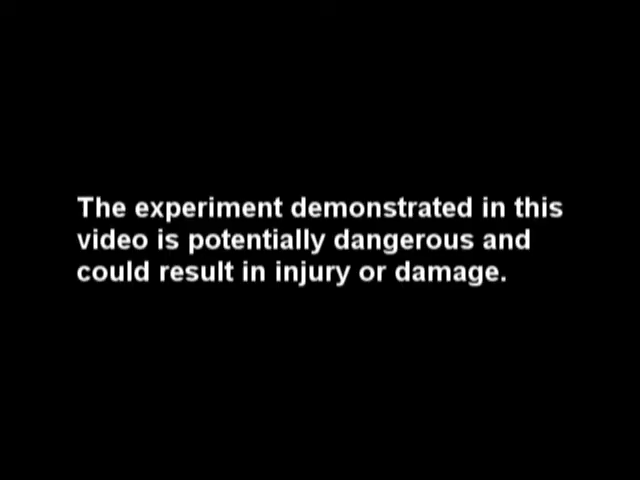 The experiment demonstrated in this
video is potentially dangerous and
could result in injury or damage.